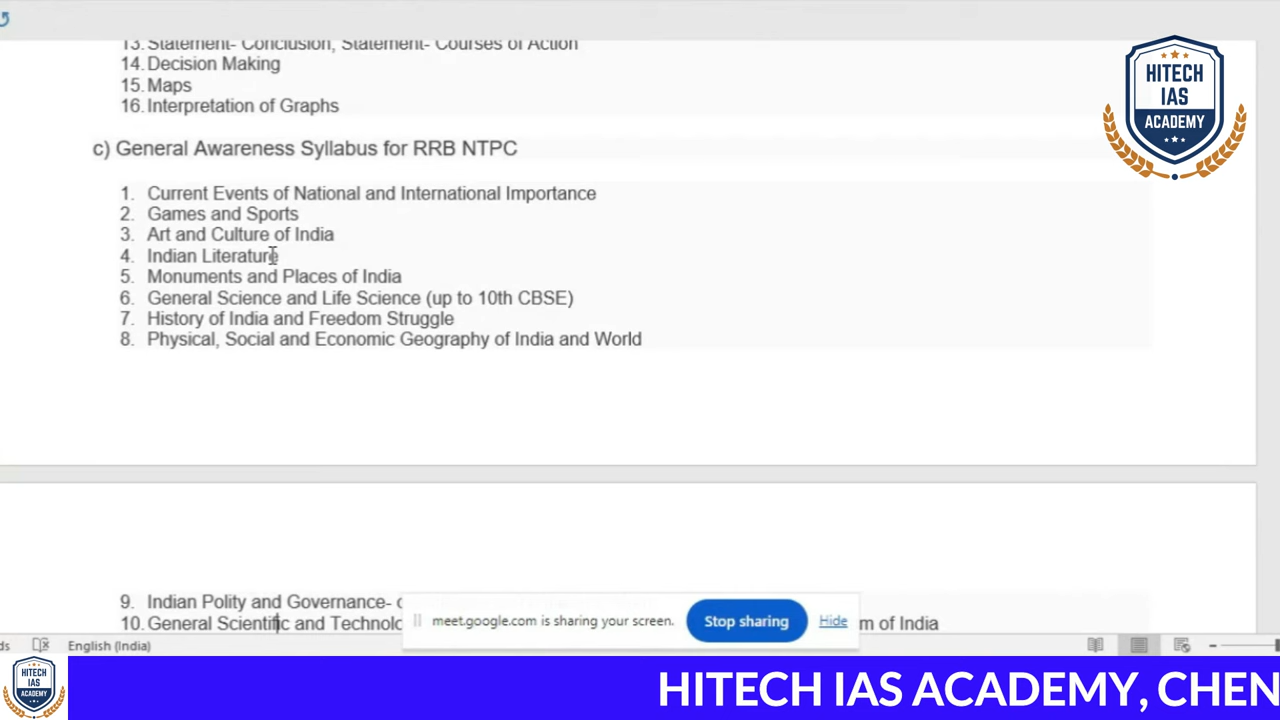 13. Statement- Conclusion, Statement- Courses of Action
14. Decision Making
15. Maps
16. Interpretation of Graphs
HITECH
IAS
ACADEMY
c) General Awareness Syllabus for RRB NTPC
1. Current Events of National and International Importance
2. Games and Sports
3. Art and Culture of India
4. Indian Literature
5. Monuments and Places of India
6. General Science and Life Science (up to 10th CBSE)
7. History of India and Freedom Struggle
8. Physical, Social and Economic Geography of India and World
9. Indian Polity and Governance-
10. General Scientific and
of India
meet.google.com is sharing your screen.
Stop sharing
Hide
English (India)
HITECH
IAS
ACADEMY
HITECH IAS ACADEMY, CHEN